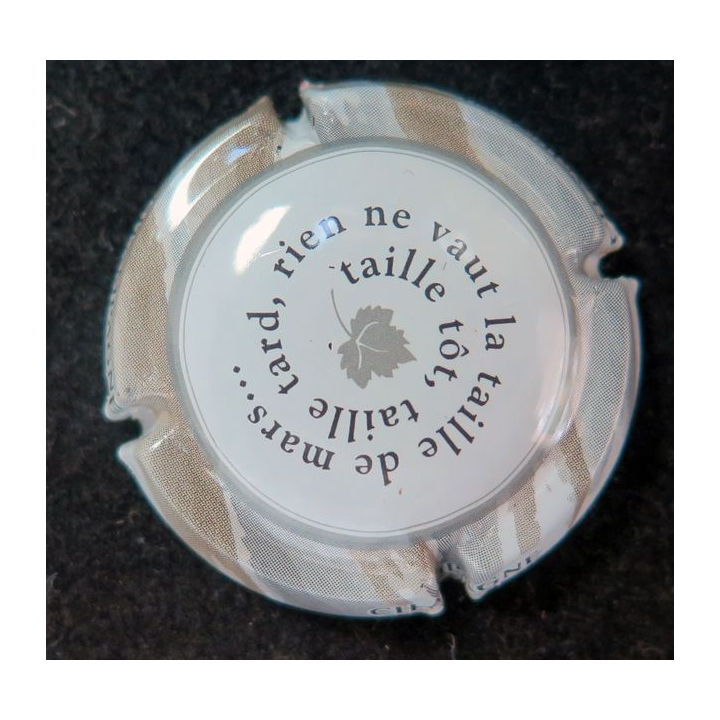 taille tôt, taille tard, rien ne vaut la taille de mars...